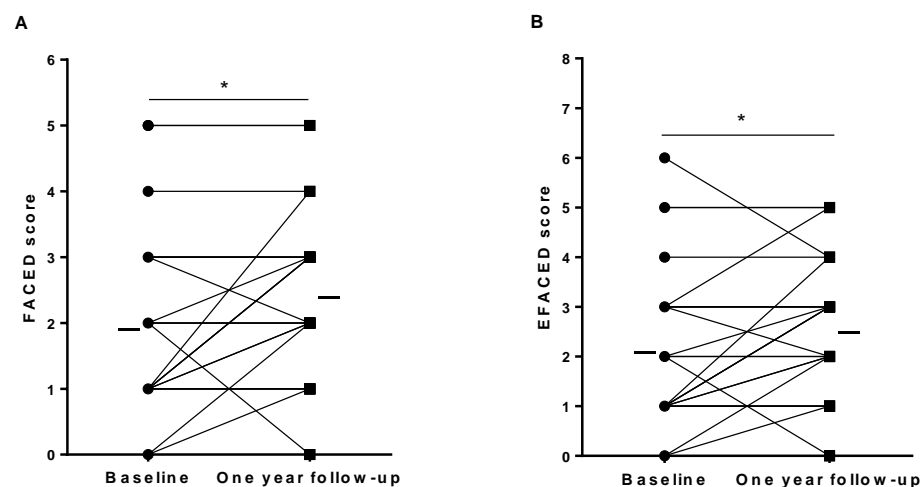 A
FACED score
6
5
4
3
2
1
0
*
Baseline
One year follow-up
B
EFACED score
8
7
6
5
4
3
2
1
0
*
Baseline
One year follow-up